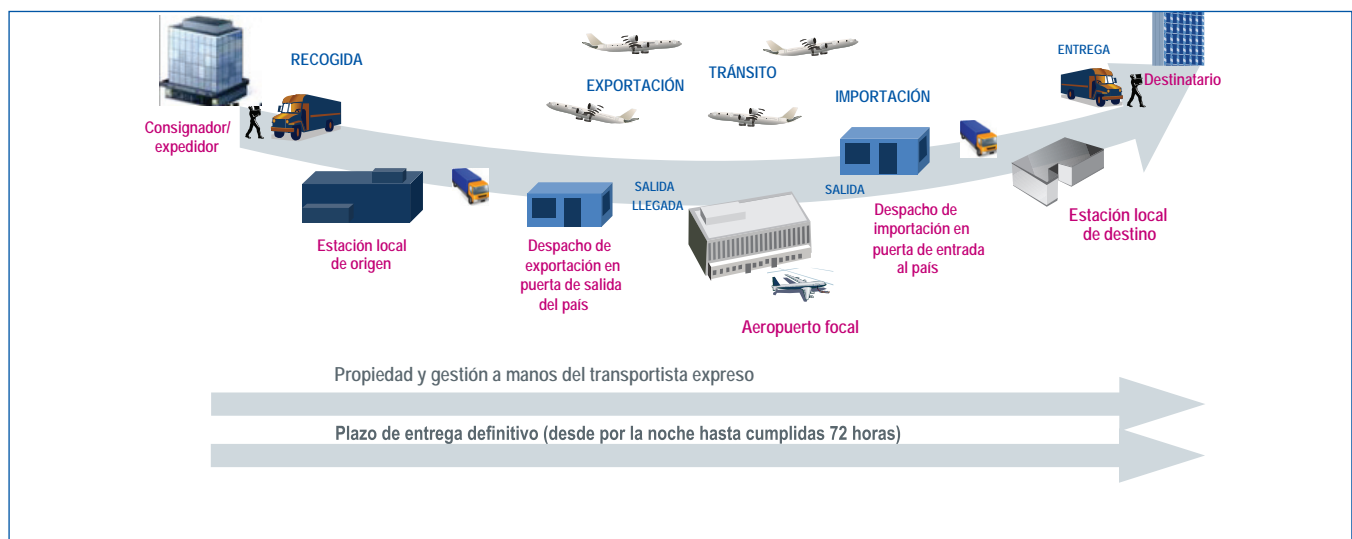 RECOGIDA
EXPORTACIÓN
TRÁNSITO
IMPORTACIÓN
ENTREGA
Destinatario
Consignador/
expedidor
Estación local
de origen
Despacho de
exportación en
puerta de salida
del país
SALIDA
LLEGADA
SALIDA
Aeropuerto focal
Despacho de
importación en
puerta de entrada
al país
Estación local
de destino
Propiedad y gestión a manos del transportista expreso
Plazo de entrega definitivo (desde por la noche hasta cumplidas 72 horas)